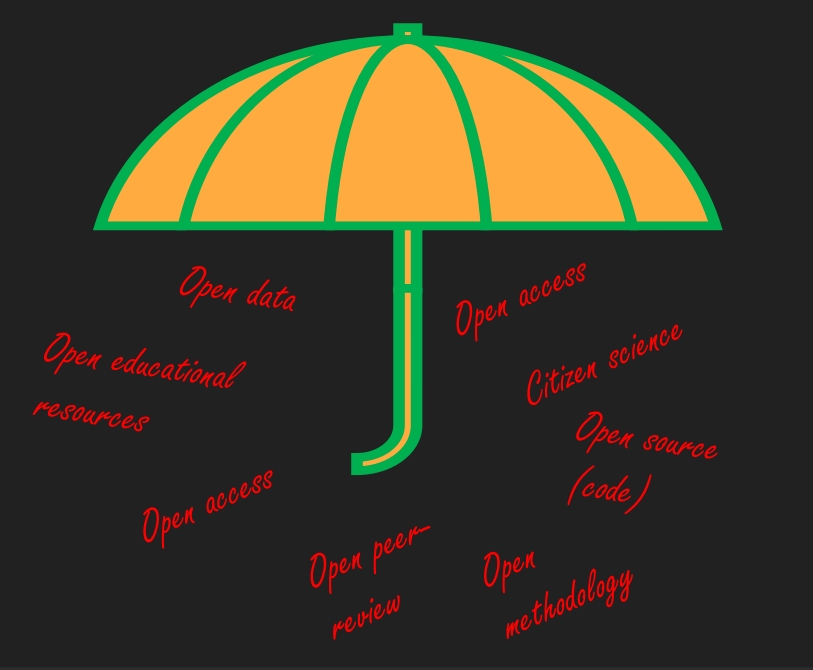 Open data
Open access
Open educational
resources
Citizen science
Open source
(code)
Open access
Open peer-
review
Open
methodology